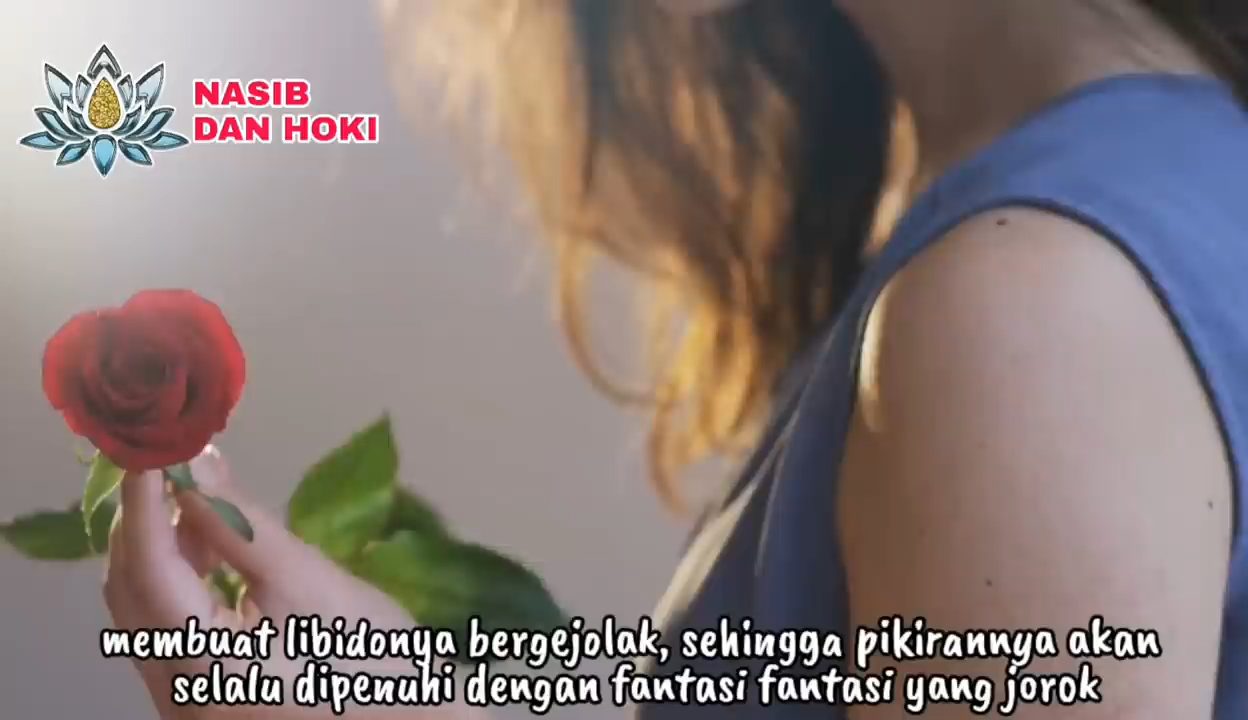 NASIB
DAN HOKI
membuat libidonya bergejolak, sehingga pikirannya akan
selalu dipenuhi dengan fantasi fantasi yang jorok